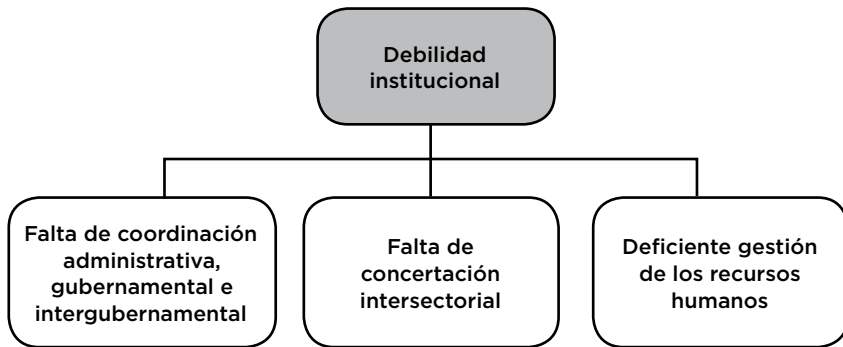 Debilidad
institucional
Falta de coordinación
administrativa,
gubernamental e
intergubernamental
Falta de
concertación
intersectorial
Deficiente gestión
de los recursos
humanos